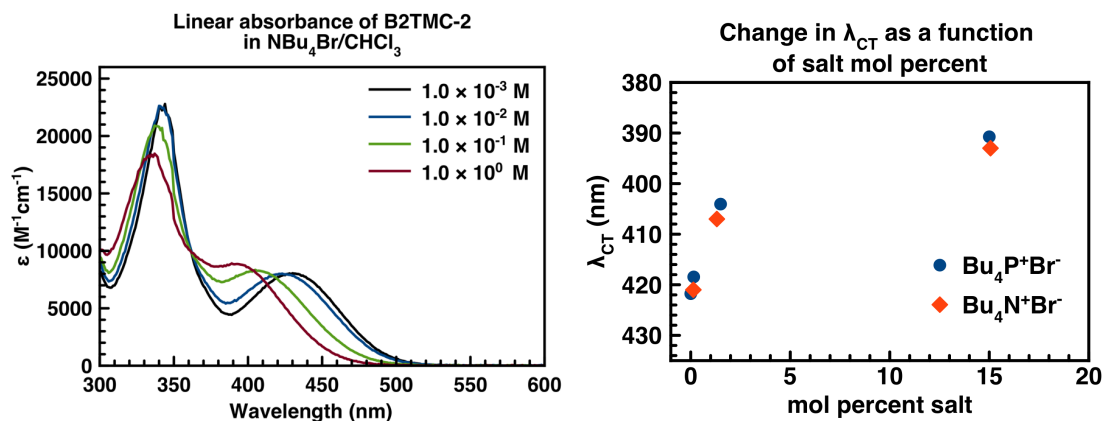 Linear absorbance of B2TMC-2
in NBu₄Br/CHCl₃
25000
20000
15000
10000
5000
0
ε (M⁻¹cm⁻¹)
1.0 × 10⁻³ M
1.0 × 10⁻² M
1.0 × 10⁻¹ M
1.0 × 10⁰ M
300 350 400 450 500 550 600
Wavelength (nm)
Change in λ_CT as a function
of salt mol percent
380
390
400
410
420
430
λ_CT (nm)
Bu₄P⁺Br⁻
Bu₄N⁺Br⁻
0 5 10 15 20
mol percent salt